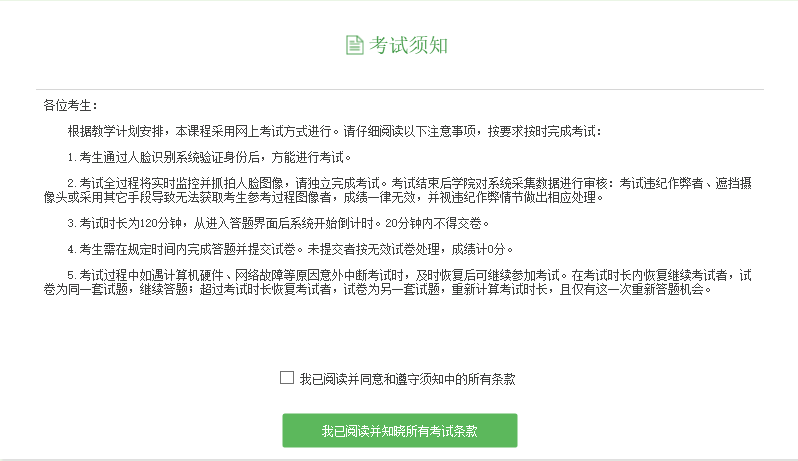 考试须知
各位考生：
根据教学计划安排，本课程采用网上考试方式进行。请仔细阅读以下注意事项，按要求按时完成考试：
1.考生通过人脸识别系统验证身份后，方能进行考试。
2.考试全过程将实时监控并抓拍人脸图像，请独立完成考试。考试结束后学院对系统采集数据进行审核：考试违纪作弊者、遮挡摄
像头或采用其它手段导致无法获取考生参考过程图像者，成绩一律无效，并视违纪作弊情节做出相应处理。
3.考试时长为120分钟，从进入答题界面后系统开始倒计时。20分钟内不得交卷。
4.考生需在规定时间内完成答题并提交试卷。未提交者按无效试卷处理，成绩计0分。
5.考试过程中如遇计算机硬件、网络故障等原因意外中断考试时，及时恢复后可继续参加考试。在考试时长内恢复继续考试者，试
卷为同一套试题，继续答题；超过考试时长恢复考试者，试卷为另一套试题，重新计算考试时长，且仅有这一次重新答题机会。
我已阅读并同意和遵守须知中的所有条款
我已阅读并知晓所有考试条款